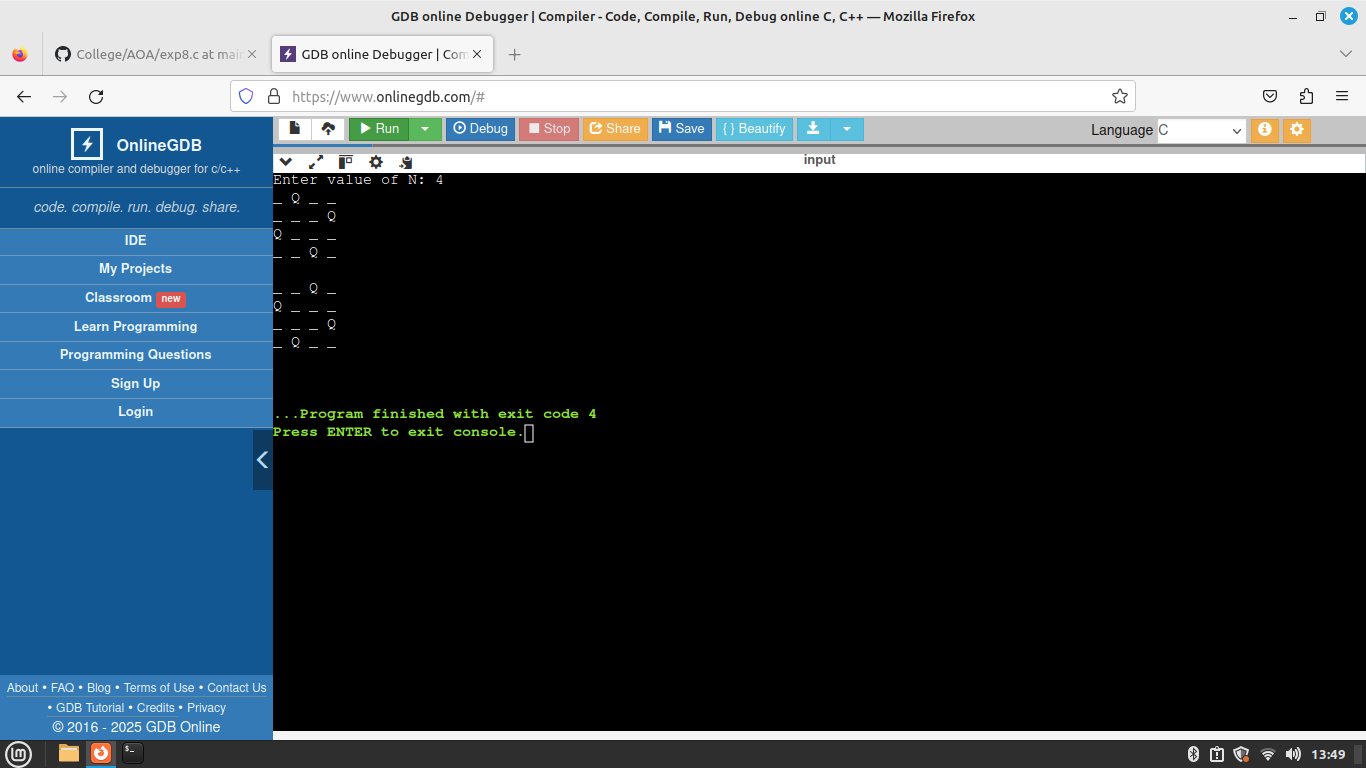 GDB online Debugger | Compiler - Code, Compile, Run, Debug online C, C++ — Mozilla Firefox
College/AOA/exp8.c at mai
GDB online Debugger | Com
https://www.onlinegdb.com/#
OnlineGDB
online compiler and debugger for c/c++
code. compile. run. debug. share.
IDE
My Projects
Classroom new
Learn Programming
Programming Questions
Sign Up
Login
About • FAQ • Blog • Terms of Use • Contact Us
• GDB Tutorial • Credits • Privacy
© 2016 - 2025 GDB Online
Run Debug Stop Share Save { } Beautify Language C
input
Enter value of N: 4
_ Q _ _
_ _ _ Q
Q _ _ _
_ _ Q _
_ _ Q _
Q _ _ _
_ _ _ Q
_ Q _ _
...Program finished with exit code 4
Press ENTER to exit console.
13:49